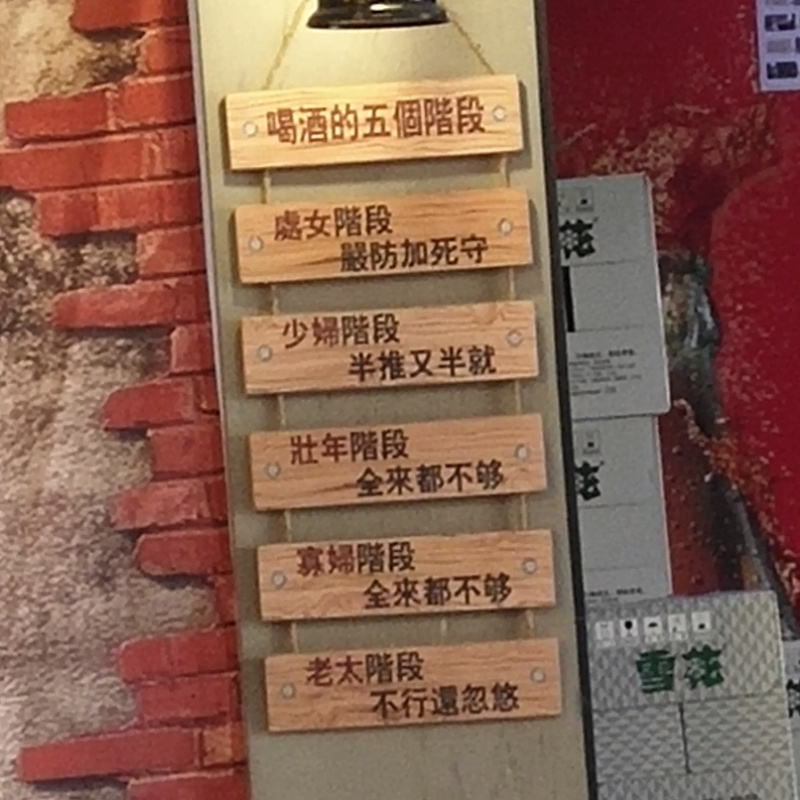 喝酒的五個階段
處女階段
嚴防加死守
少婦階段
半推又半就
壯年階段
全來都不够
寡婦階段
全來都不够
老太階段
不行還忽悠
花
花
雪花